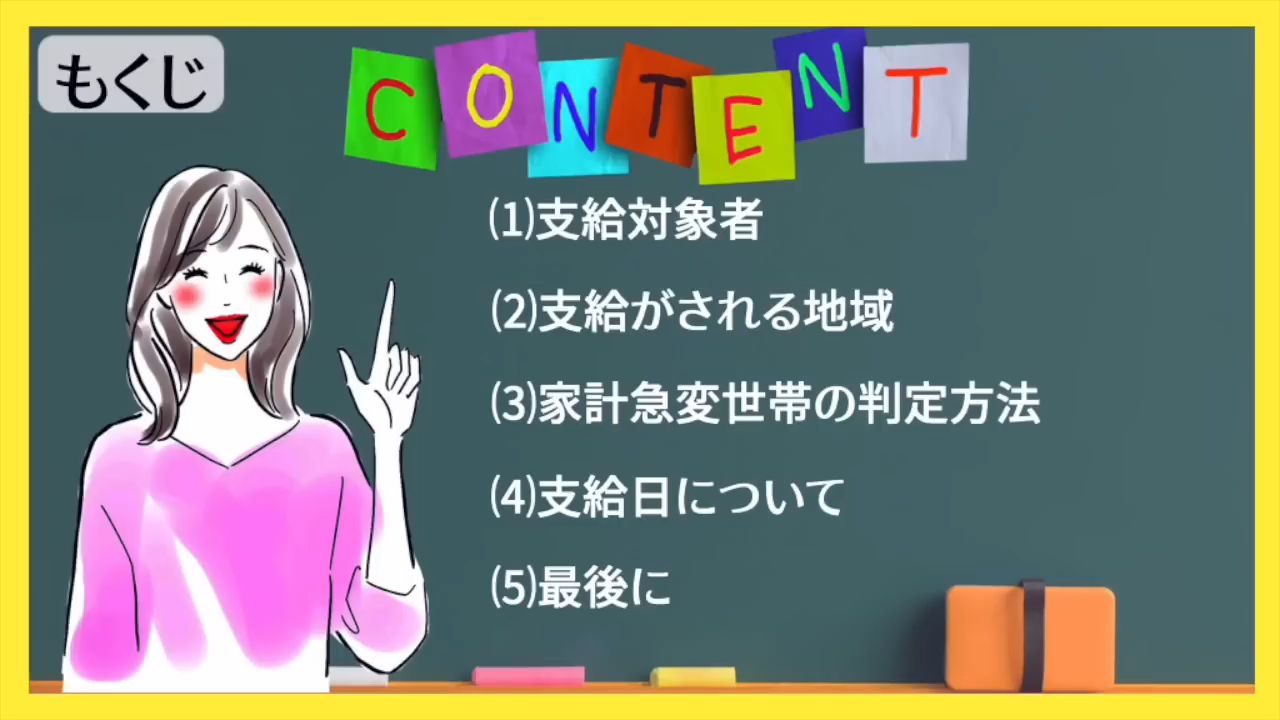 もくじ
CONTENT
(1)支給対象者
(2)支給がされる地域
(3)家計急変世帯の判定方法
(4)支給日について
(5)最後に